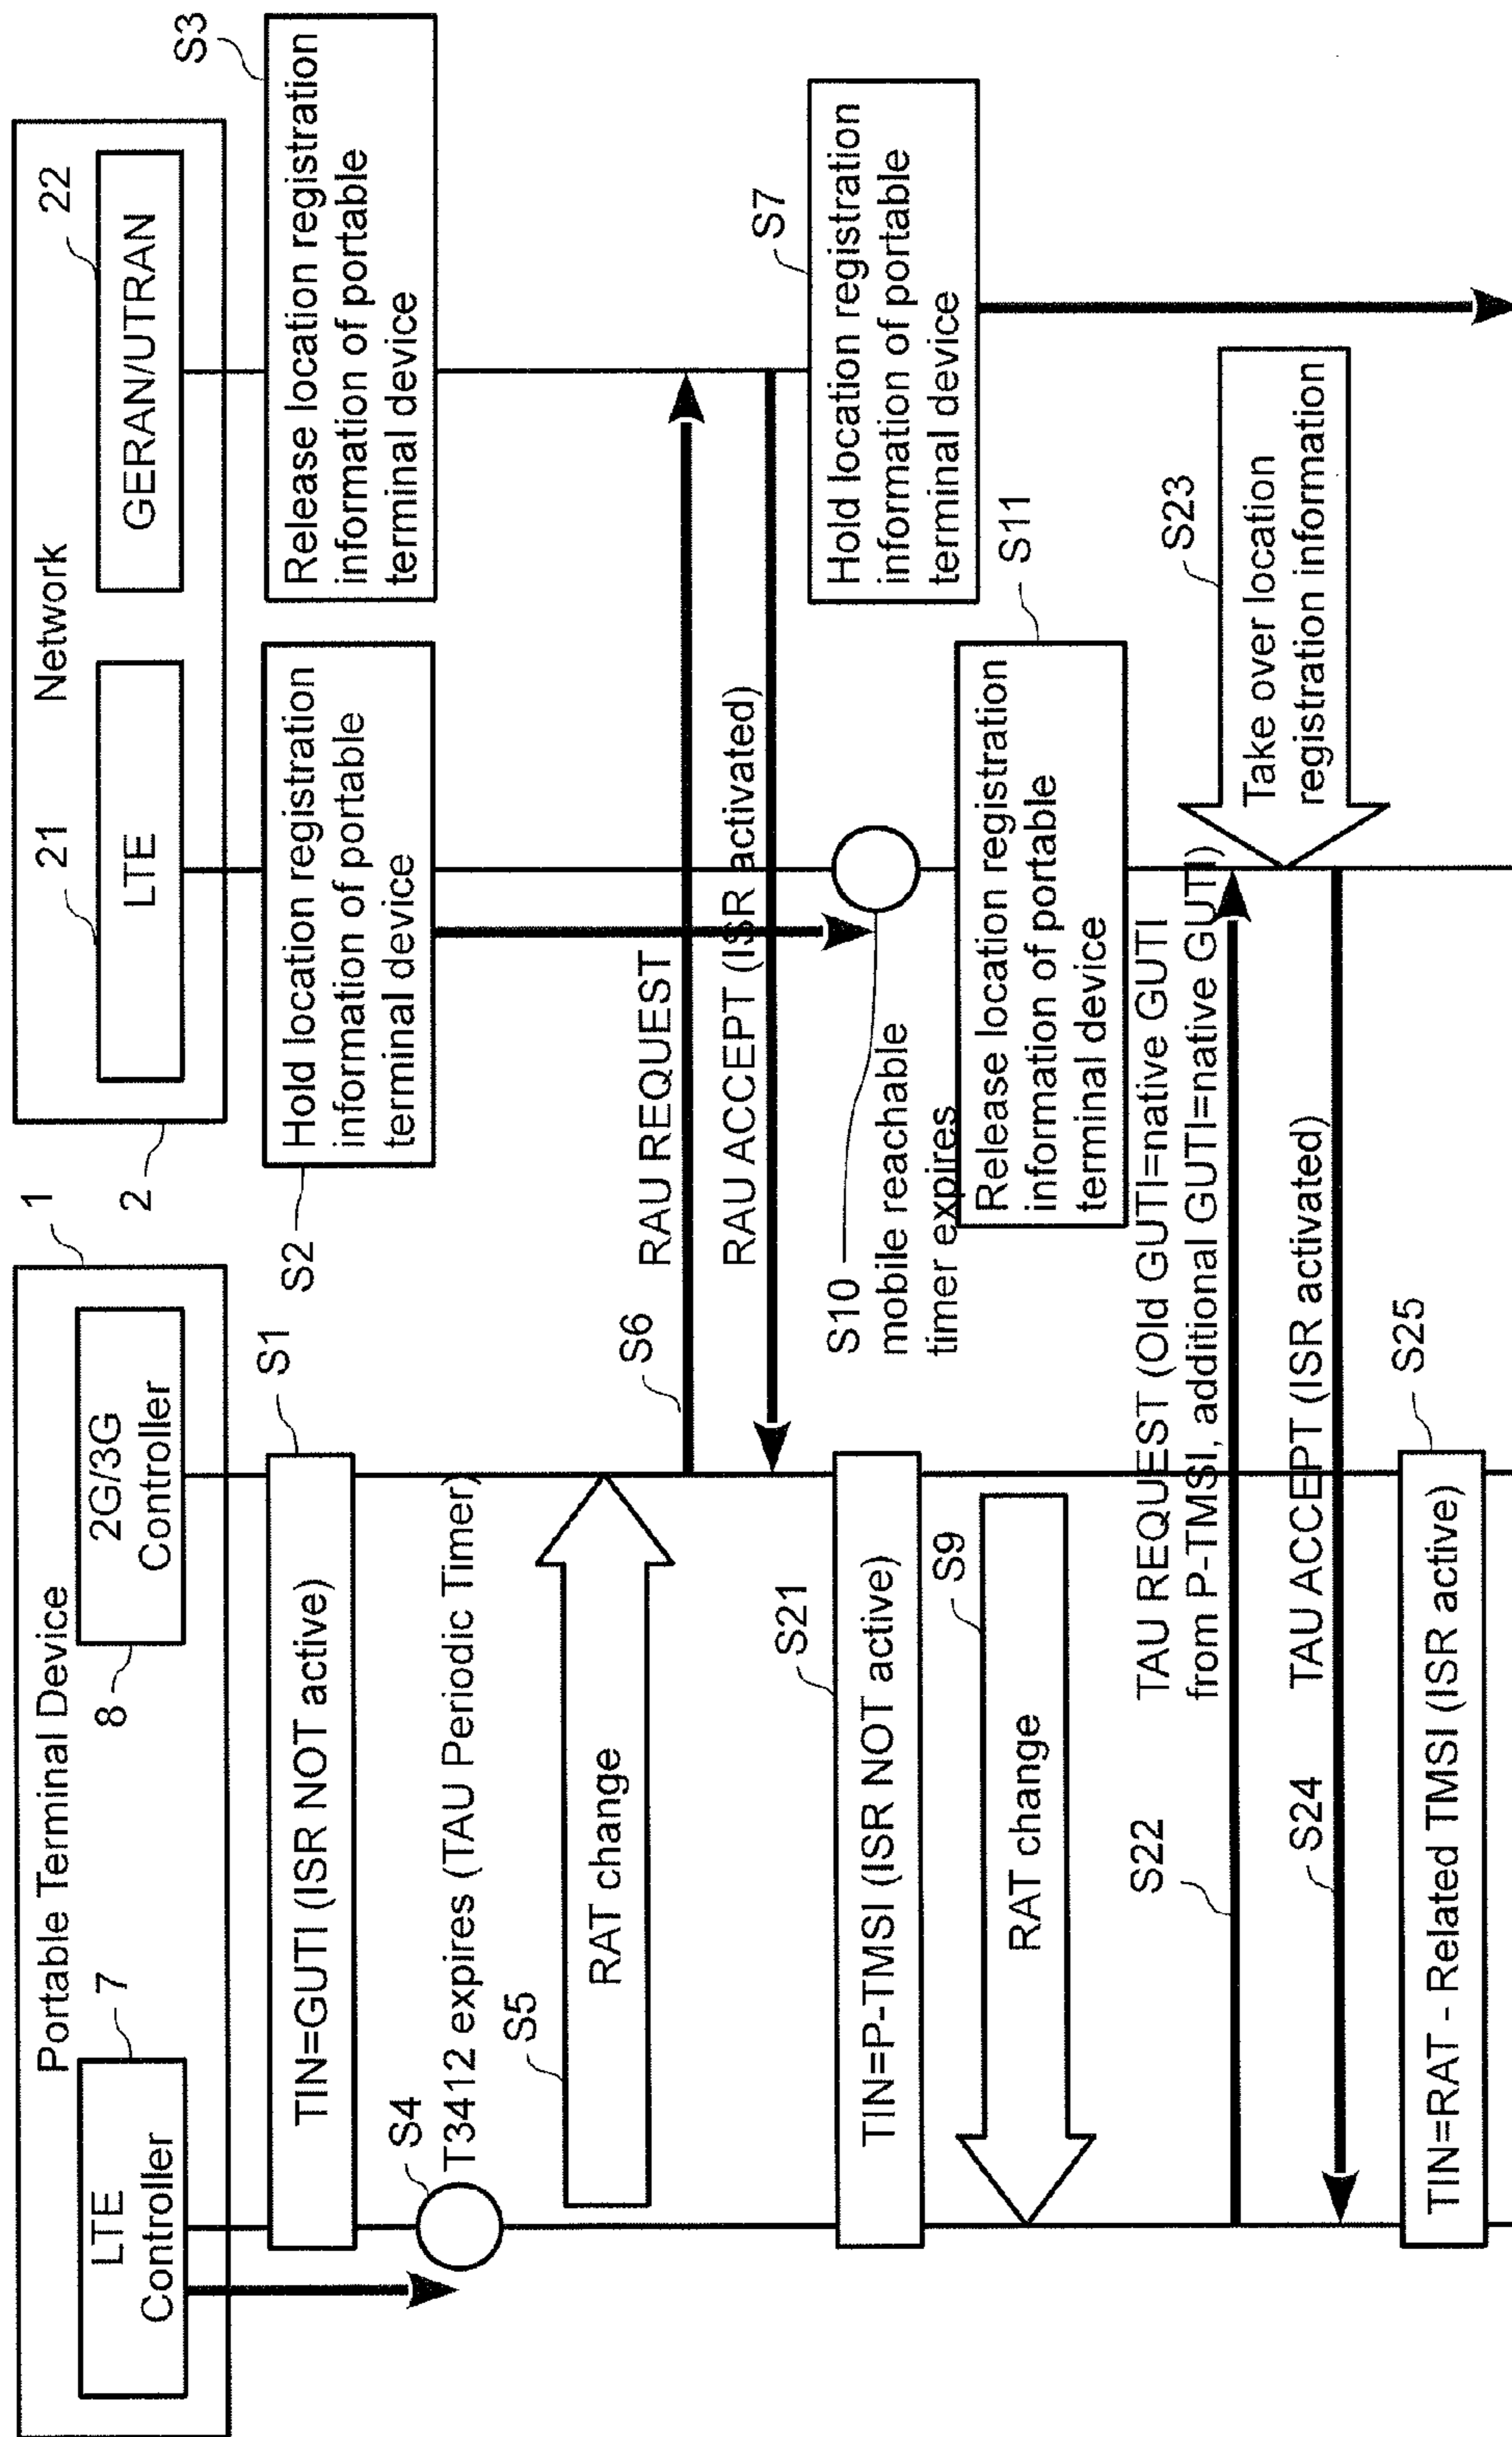 Portable Terminal Device
1
7
LTE
Controller
8
2G/3G
Controller
Network
2
21
LTE
22
GERAN/UTRAN
TIN=GUTI (ISR NOT active)
S1
S2
Hold location registration
information of portable
terminal device
S3
Release location registration
information of portable
terminal device
S4
T3412 expires (TAU Periodic Timer)
S5
RAT change
S6
RAU REQUEST
RAU ACCEPT (ISR activated)
S7
Hold location registration
information of portable
terminal device
S21
TIN=P-TMSI (ISR NOT active)
S10
mobile reachable
timer expires
S9
RAT change
S11
Release location registration
information of portable
terminal device
S22
TAU REQUEST (Old GUTI=native GUTI
from P-TMSI, additional GUTI=native GUTI)
S23
Take over location
registration information
S24
TAU ACCEPT (ISR activated)
S25
TIN=RAT - Related TMSI (ISR active)